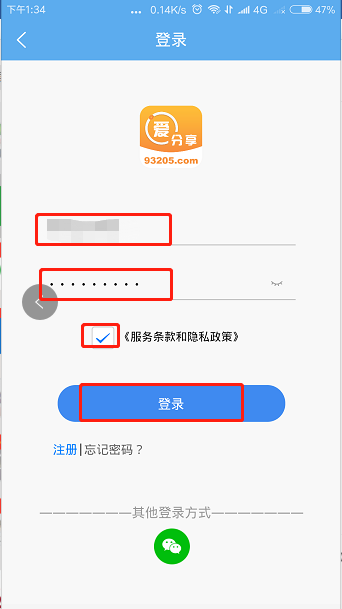 下午1:34 ... 0.14K/s 4G 47%
登录
爱
分享
93205.com
《服务条款和隐私政策》
登录
注册|忘记密码？
———————其他登录方式———————